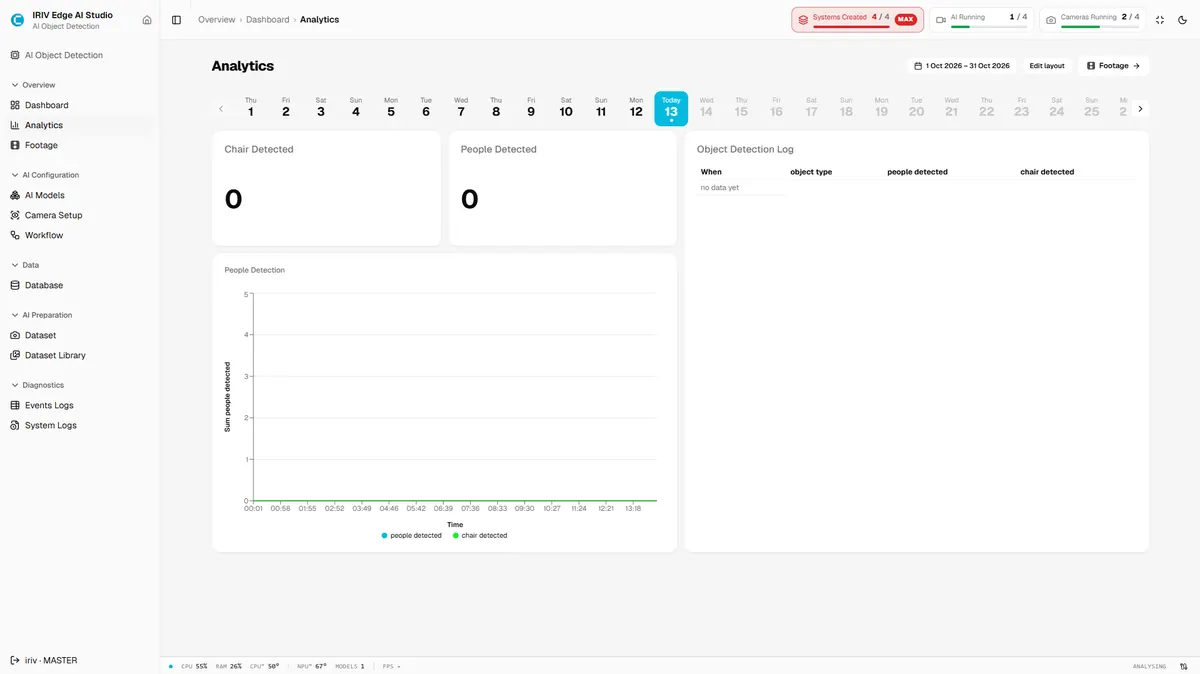 IRIV Edge AI Studio
AI Object Detection
AI Object Detection
Overview
Dashboard
Analytics
Footage
AI Configuration
AI Models
Camera Setup
Workflow
Data
Database
AI Preparation
Dataset
Dataset Library
Diagnostics
Events Logs
System Logs
iriv · MASTER
Overview › Dashboard › Analytics
Systems Created 4 / 4 MAX
AI Running 1 / 4
Cameras Running 2 / 4
Analytics
1 Oct 2026 – 31 Oct 2026
Edit layout
Footage →
Thu Fri Sat Sun Mon Tue Wed Thu Fri Sat Sun Mon Today Wed Thu Fri Sat Sun Mon Tue Wed Thu Fri Sat Sun
1 2 3 4 5 6 7 8 9 10 11 12 13 14 15 16 17 18 19 20 21 22 23 24 25
Chair Detected
0
People Detected
0
People Detection
5
4
3
2
1
0
Sum people detected
00:01 00:58 01:55 02:52 03:49 04:46 05:42 06:39 07:36 08:33 09:30 10:27 11:24 12:21 13:18
Time
people detected chair detected
Object Detection Log
When object type people detected chair detected
no data yet
CPU 55% RAM 26% CPU° 50° NPU° 67° MODELS 1 FPS -
ANALYSING